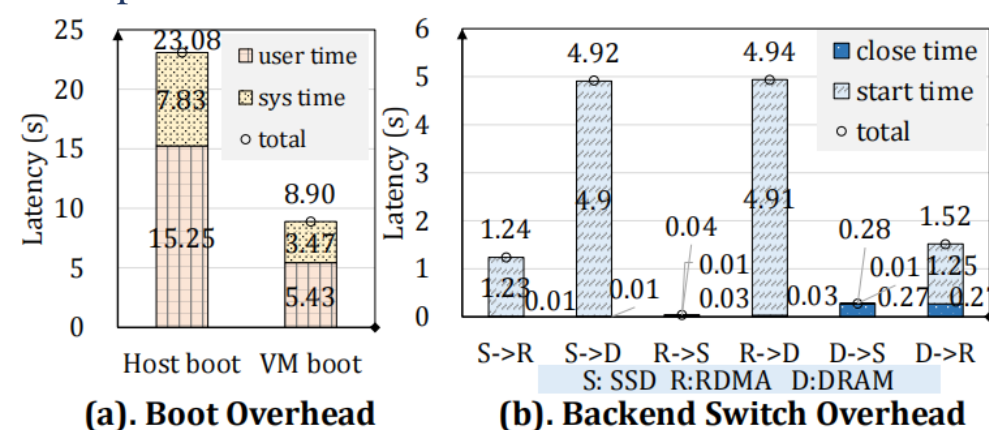 25
20
15
10
5
0
Latency (s)
23.08
7.83
15.25
8.90
3.47
5.43
user time
sys time
total
Host boot VM boot
(a). Boot Overhead
6
5
4
3
2
1
0
Latency (s)
close time
start time
total
1.24
1.23
0.01
4.92
4.9
0.01
0.04
0.01
0.03
4.94
4.91
0.03
0.28
0.01
0.27
1.52
1.25
S->R S->D R->S R->D D->S D->R
S: SSD R:RDMA D:DRAM
(b). Backend Switch Overhead